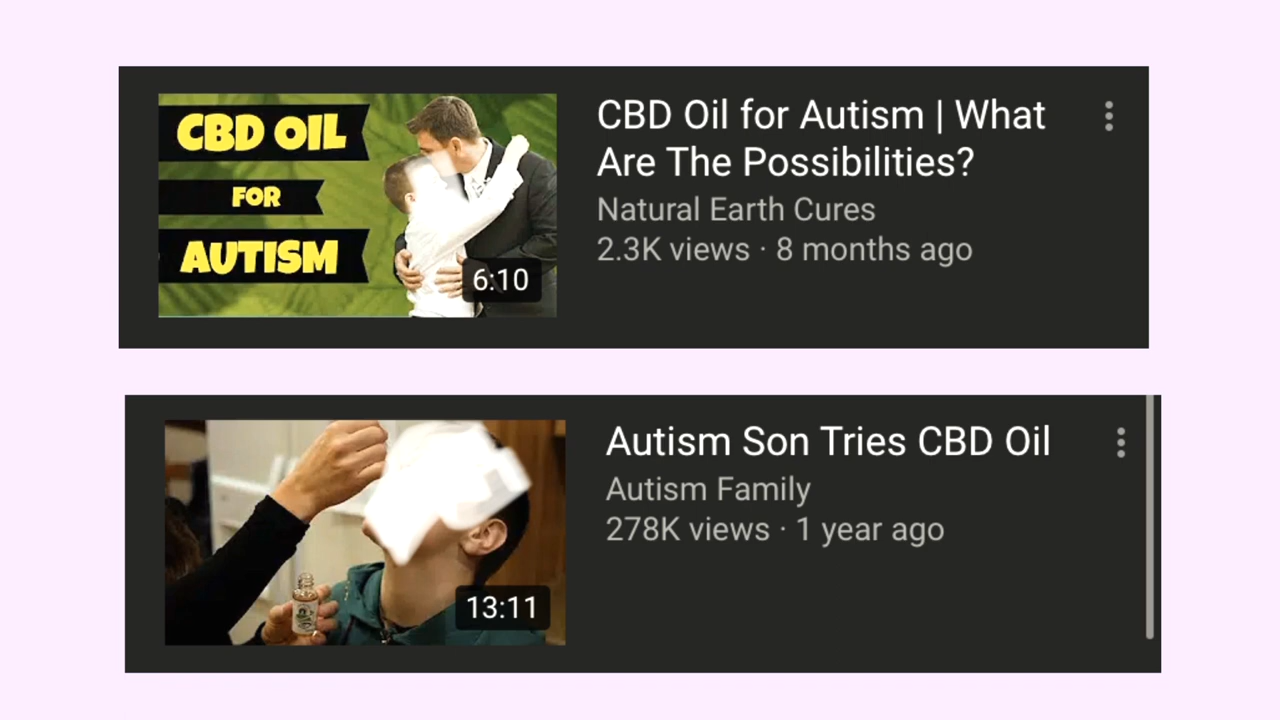 CBD OIL
FOR
AUTISM
6:10
CBD Oil for Autism | What
Are The Possibilities?
Natural Earth Cures
2.3K views · 8 months ago
13:11
Autism Son Tries CBD Oil
Autism Family
278K views · 1 year ago